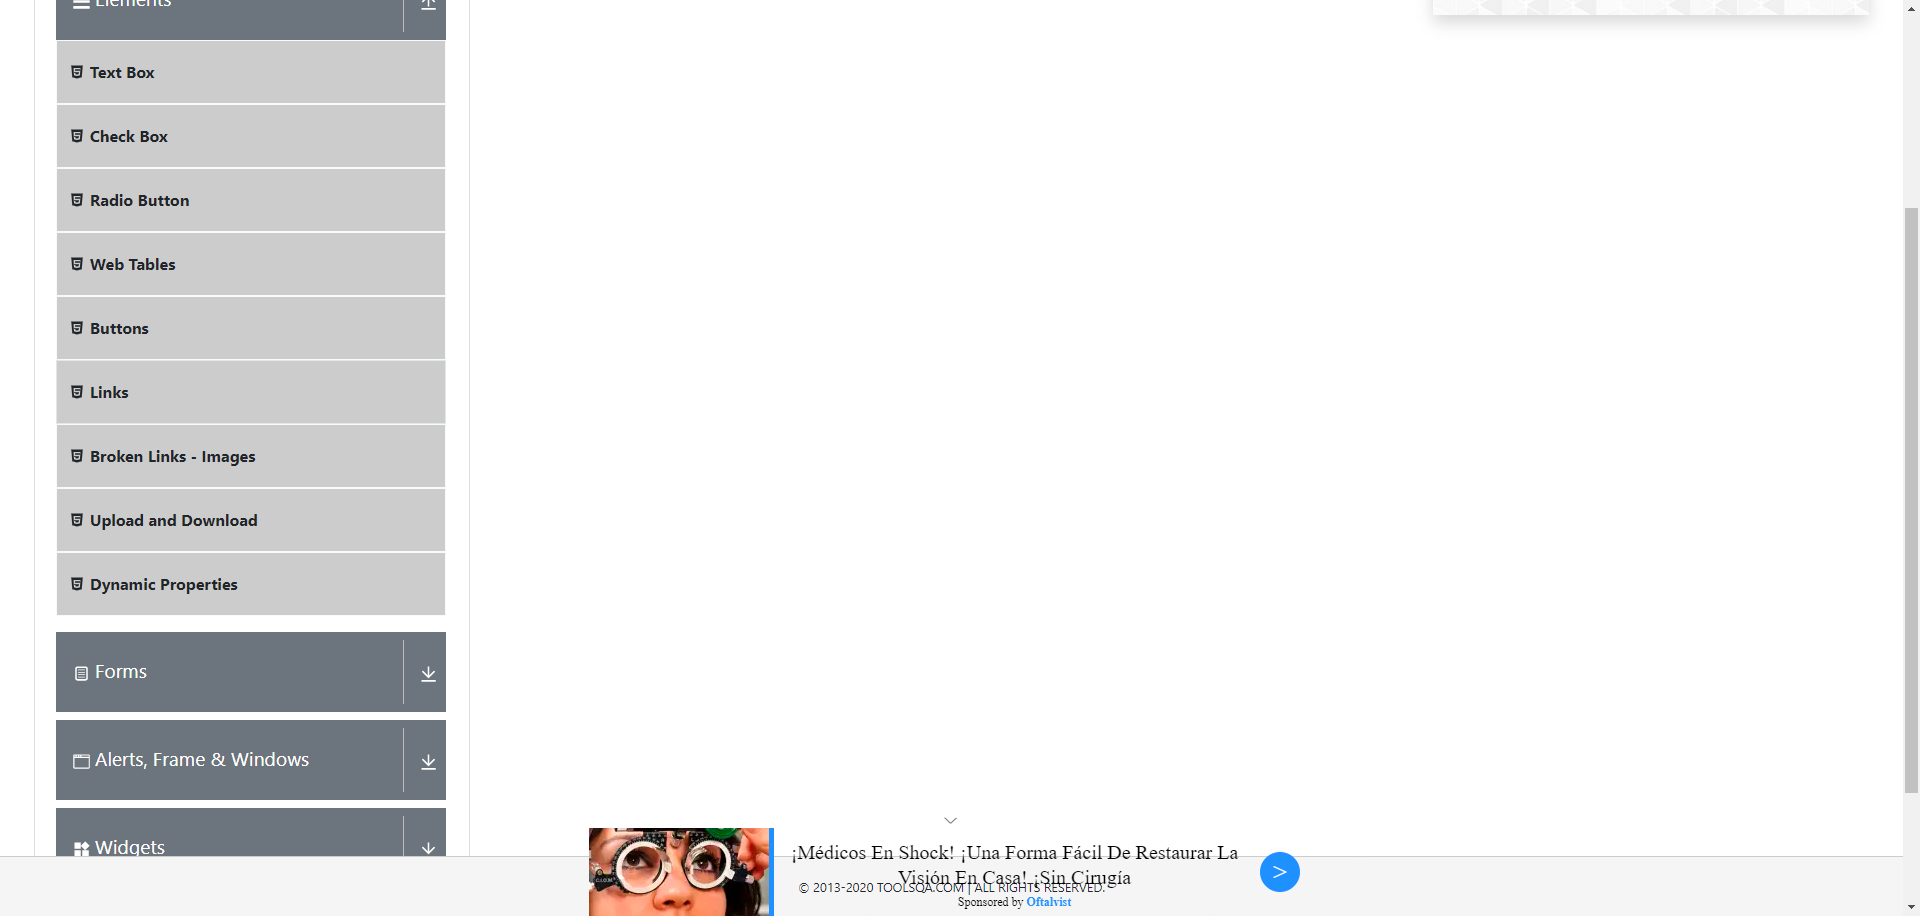 Elements
Text Box
Check Box
Radio Button
Web Tables
Buttons
Links
Broken Links - Images
Upload and Download
Dynamic Properties
Forms
Alerts, Frame & Windows
Widgets
¡Médicos En Shock! ¡Una Forma Fácil De Restaurar La
Visión En Casa! ¡Sin Cirugía
© 2013-2020 TOOLSQA.COM | ALL RIGHTS RESERVED.
Sponsored by Oftalvist